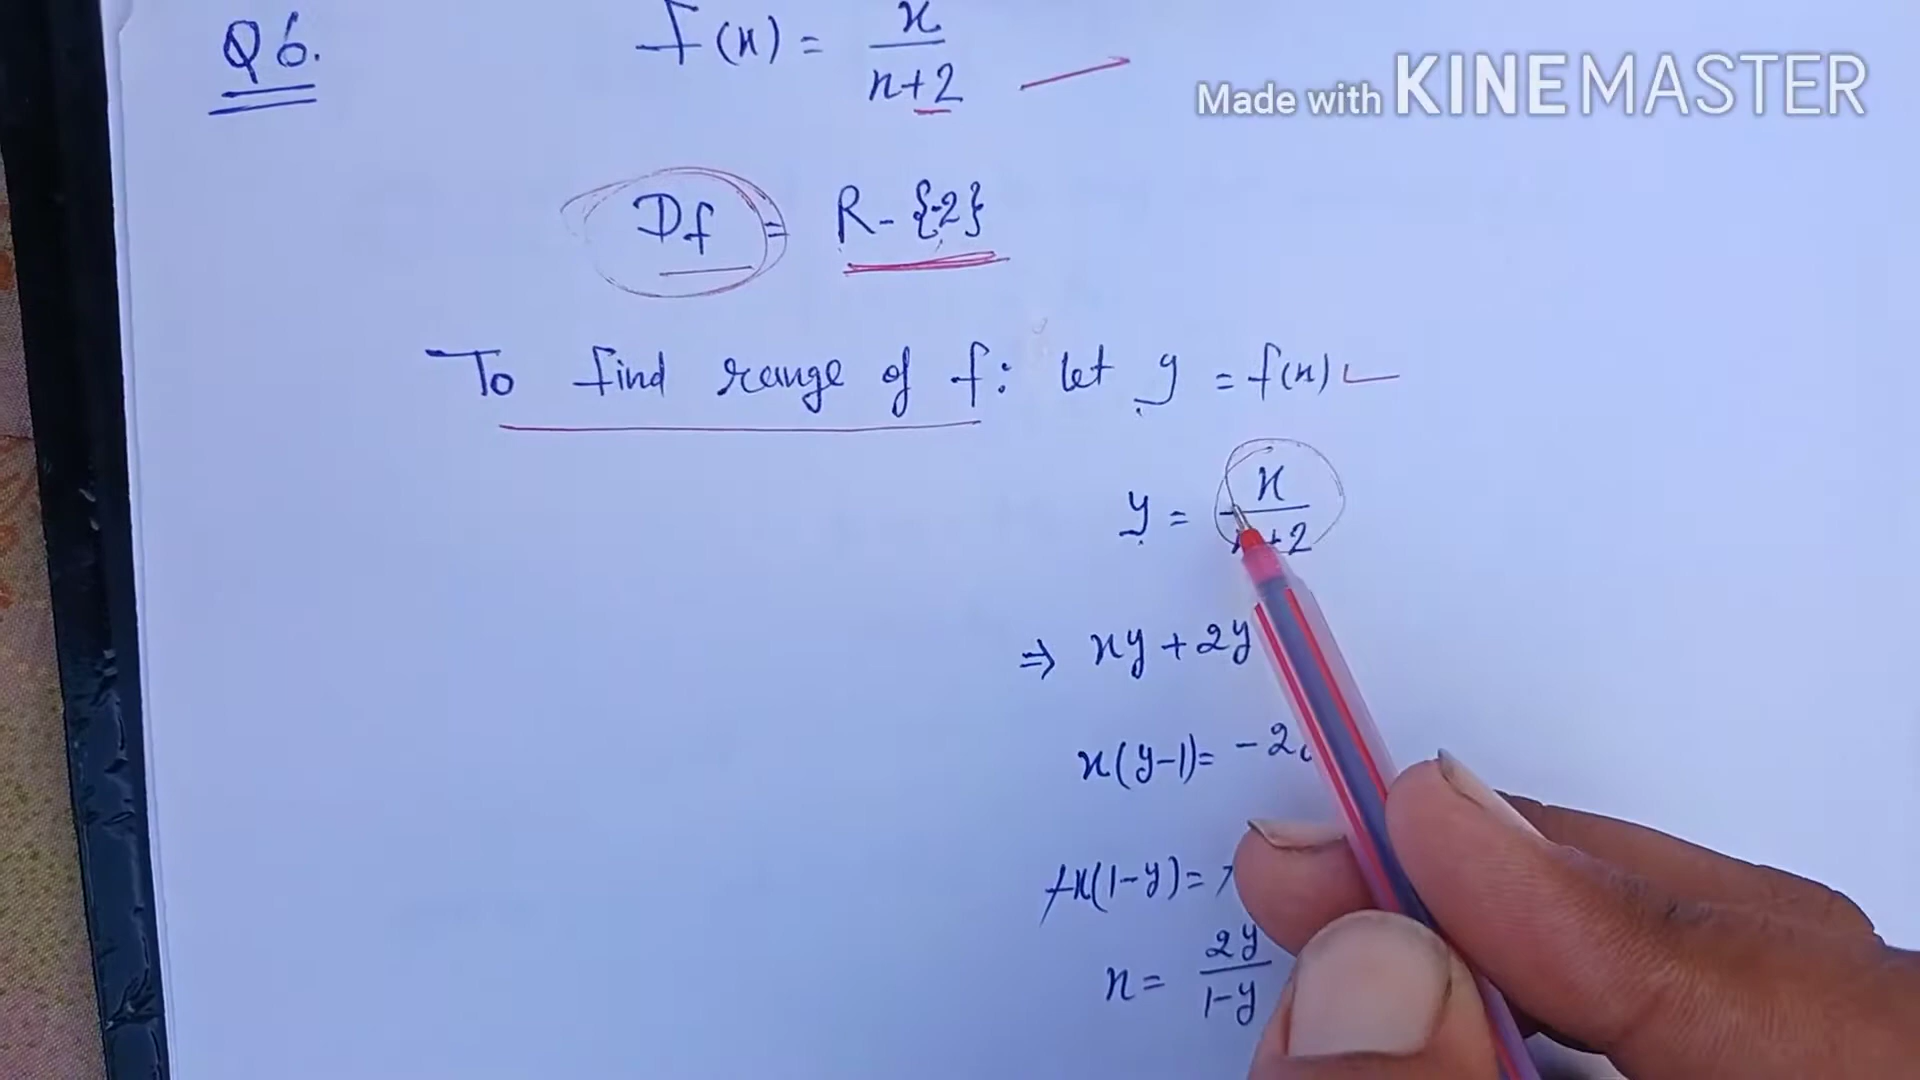 Q6. f(x) = x / x+2
Made with KINEMASTER
Df = R - {-2}
To find range of f: let y = f(x)
y = x / x+2
⇒ xy + 2y
x(y-1) = -2
-x(1-y) =
x = 2y / 1-y